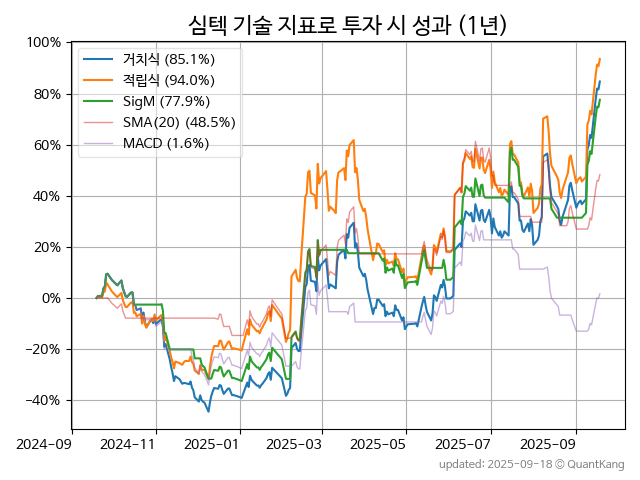 심텍 기술 지표로 투자 시 성과 (1년)
100%
80%
60%
40%
20%
0%
−20%
−40%
거치식 (85.1%)
적립식 (94.0%)
SigM (77.9%)
SMA(20) (48.5%)
MACD (1.6%)
2024-09
2024-11
2025-01
2025-03
2025-05
2025-07
2025-09
updated: 2025-09-18 ⓒ QuantKang